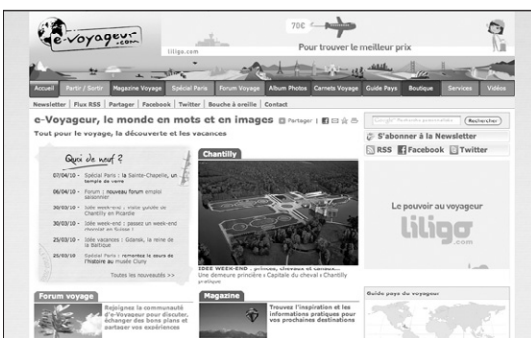 e-voyageur
.com
70€
liligo.com
Pour trouver le meilleur prix
Accueil Partir / Sortir Magazine Voyage Spécial Paris Forum Voyage Album Photos Carnets Voyage Guide Pays Boutique Services Vidéos
Newsletter | Flux RSS | Partager | Facebook | Twitter | Bouche à oreille | Contact
e-Voyageur, le monde en mots et en images
Partager
Tout pour le voyage, la découverte et les vacances
Rechercher
S'abonner à la Newsletter
RSS Facebook Twitter
Quoi de neuf ?
07/04/10 - Spécial Paris : la Sainte-Chapelle, un temple de verre
06/04/10 - Forum : nouveau forum emploi saisonnier
30/03/10 - Idée week-end : visite guidée de Chantilly en Picardie
30/03/10 - Idée week-end : passez un week-end chocolat en Suisse !
25/03/10 - Idée vacances : Gdansk, la reine de la Baltique
25/03/10 - Spécial Paris : remontez le cours de l'histoire au musée Cluny
Toutes les nouveautés >>
Chantilly
IDEE WEEK-END : princes, chevaux et canaux...
Une demeure princière » Capitale du cheval » Chantilly pratique
Le pouvoir au voyageur
liligo
.com
Forum voyage
Rejoignez la communauté d'e-Voyageur pour discuter, échanger des bons plans et partager vos expériences
Magazine
Trouvez l'inspiration et les informations pratiques pour vos prochaines destinations
Guide pays du voyageur